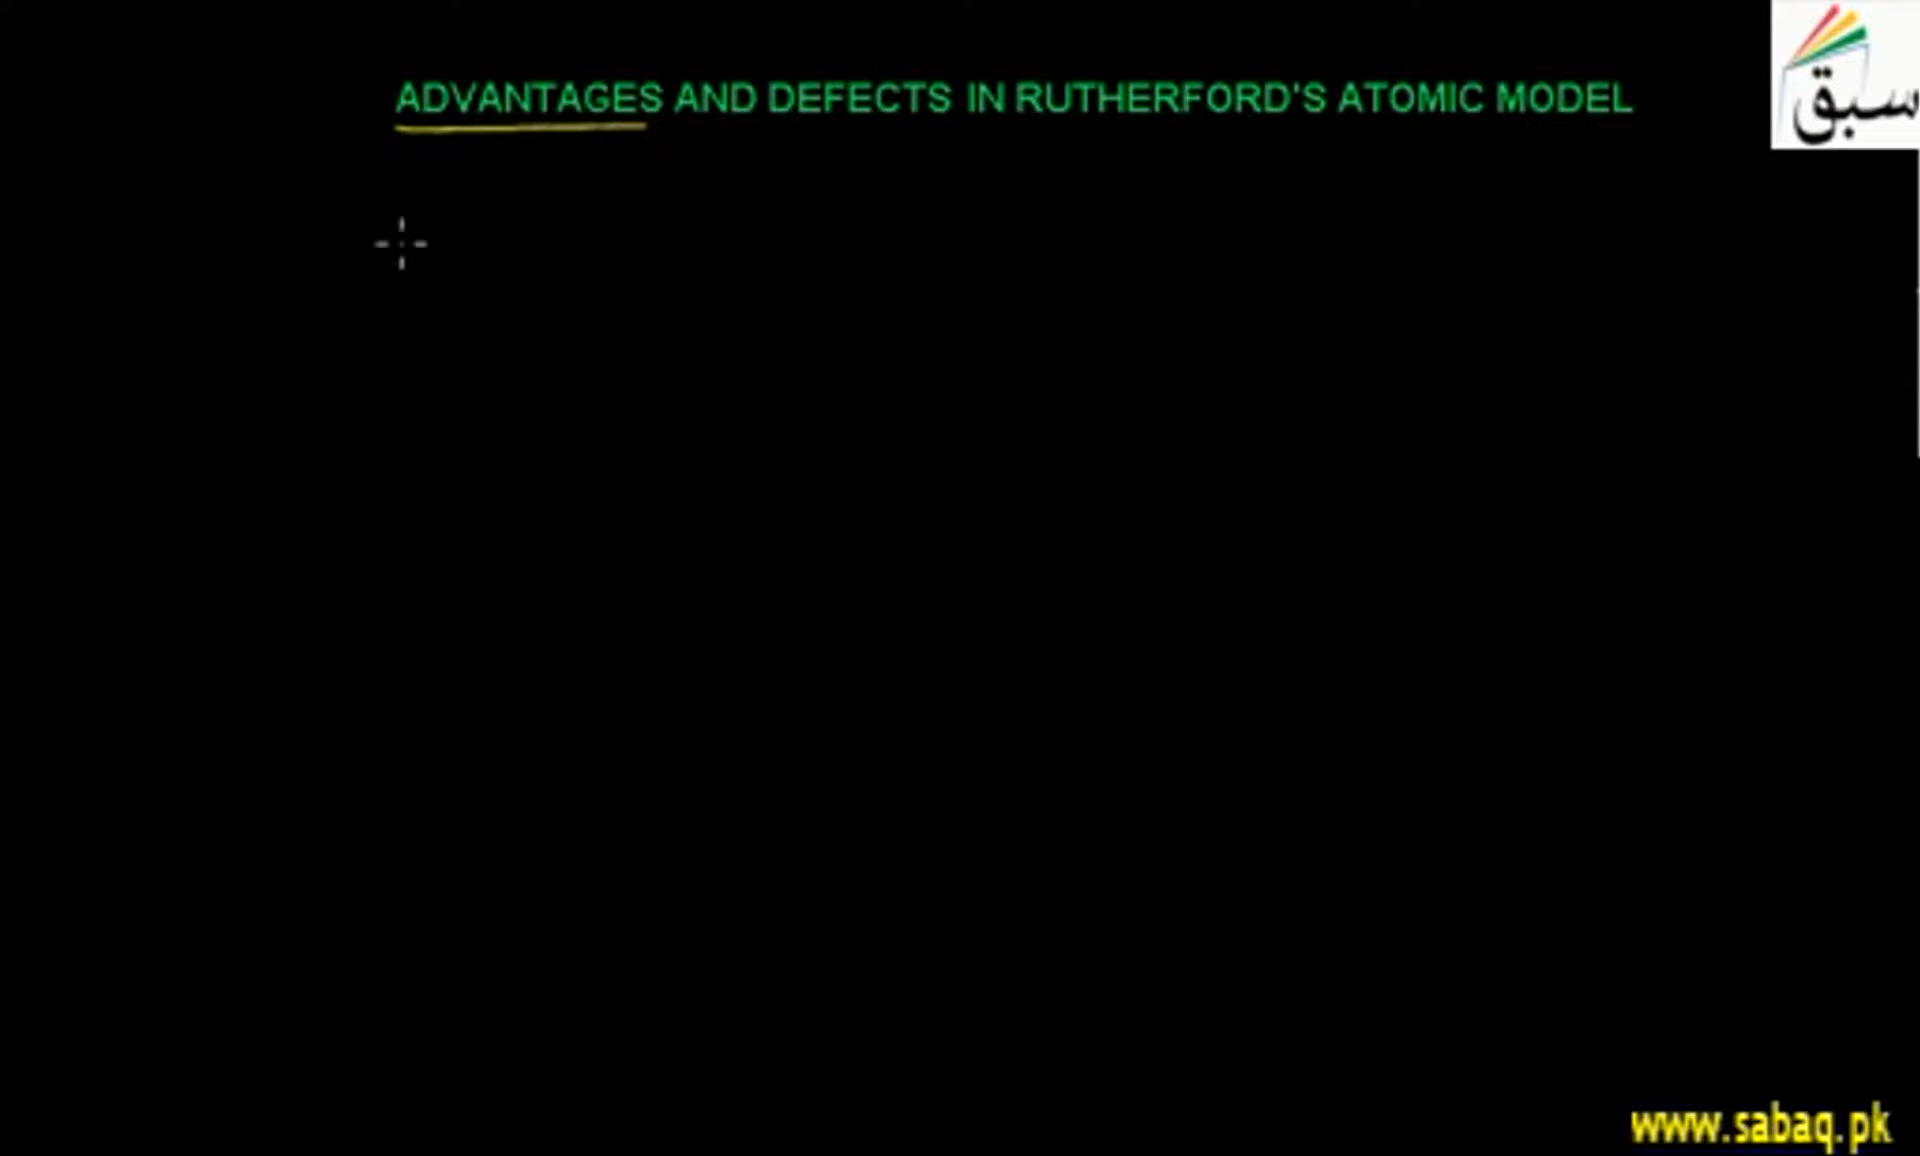 ADVANTAGES AND DEFECTS IN RUTHERFORD'S ATOMIC MODEL
سبق
www.sabaq.pk